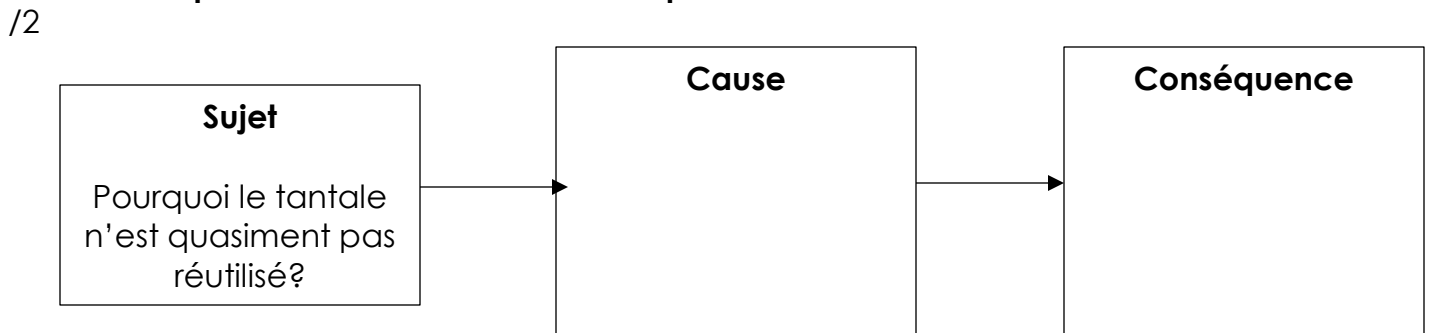 /2
Sujet
Pourquoi le tantale
n’est quasiment pas
réutilisé?
Cause
Conséquence